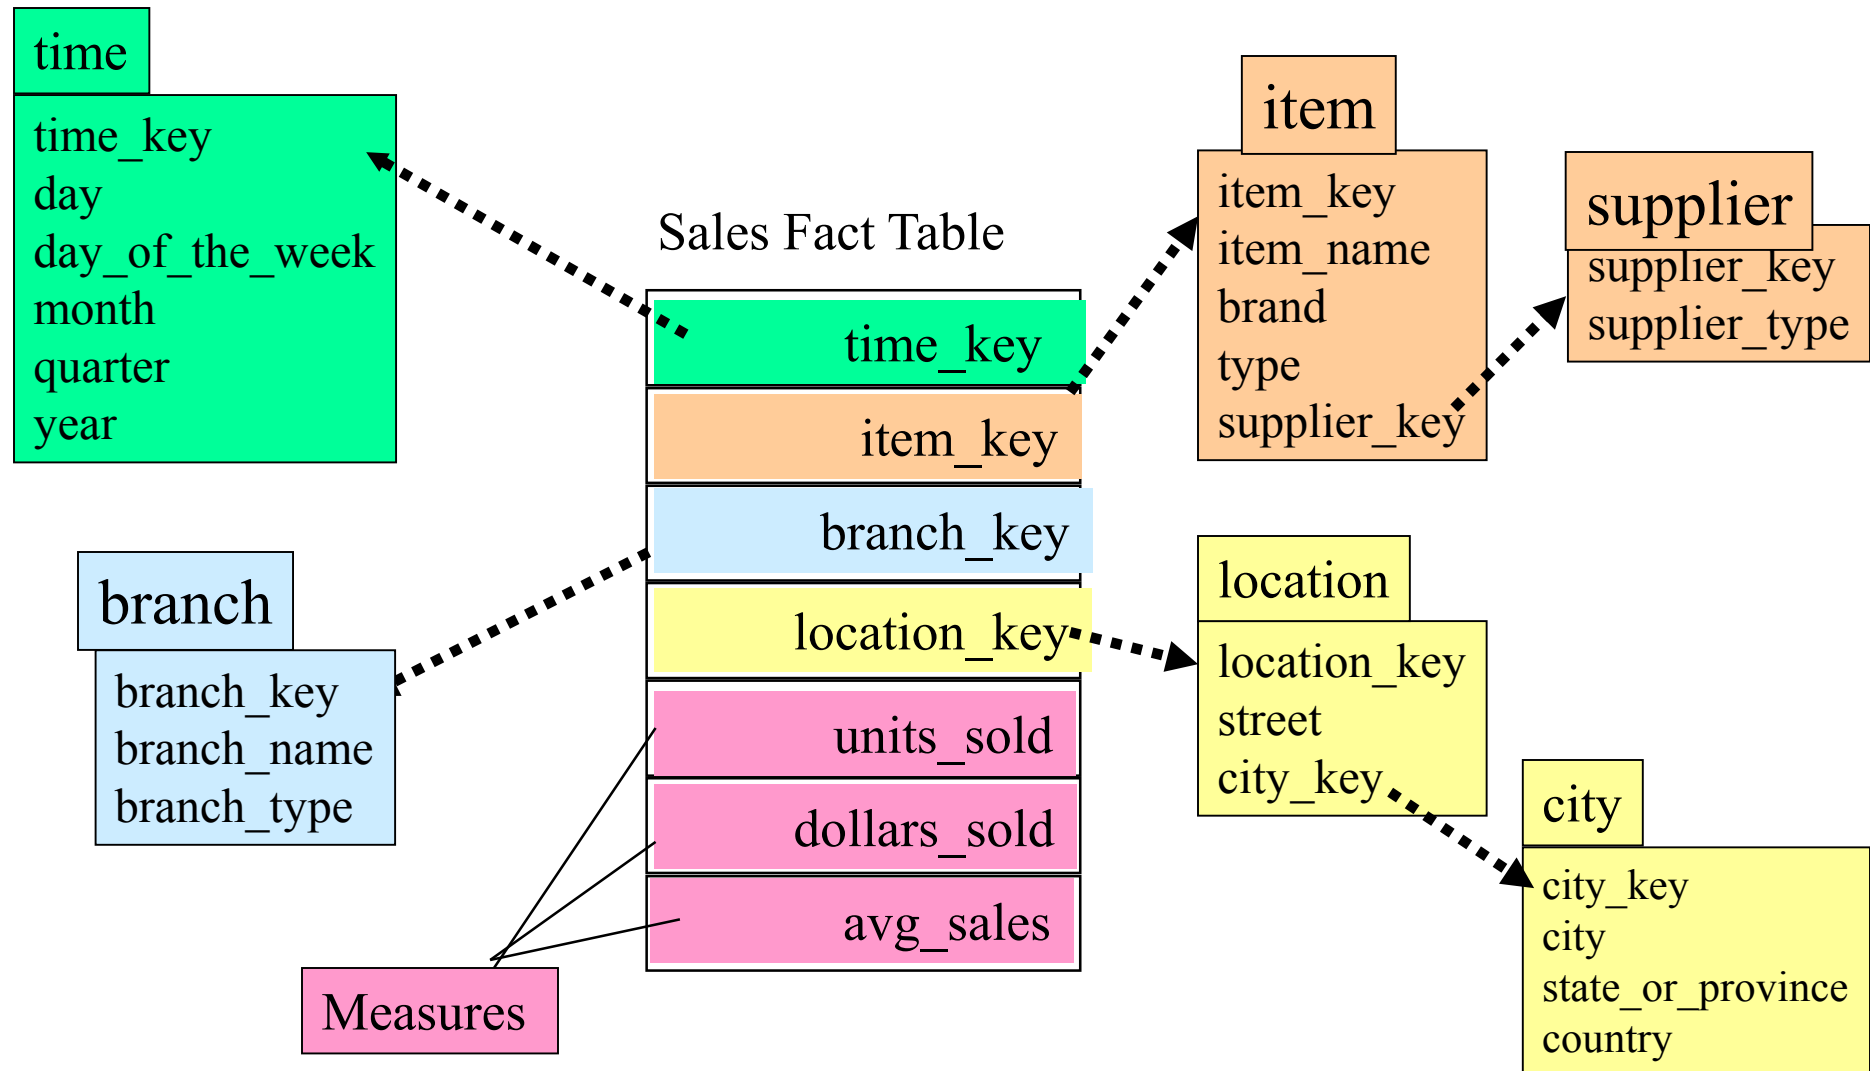 time
time_key
day
day_of_the_week
month
quarter
year
branch
branch_key
branch_name
branch_type
Sales Fact Table
time_key
item_key
branch_key
location_key
units_sold
dollars_sold
avg_sales
Measures
item
item_key
item_name
brand
type
supplier_key
supplier
supplier_key
supplier_type
location
location_key
street
city_key
city
city_key
city
state_or_province
country